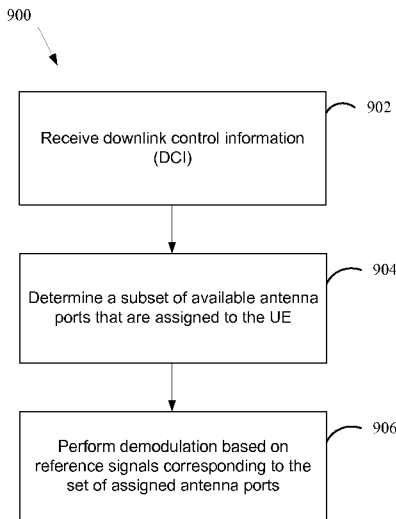 900
902
Receive downlink control information
(DCI)
904
Determine a subset of available antenna
ports that are assigned to the UE
906
Perform demodulation based on
reference signals corresponding to the
set of assigned antenna ports